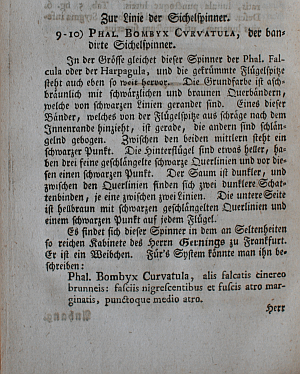 Zur Linie der Sichelspinner.
9-10) PHAL. BOMBYX CVRVATULA, der ban-
dirte Sichelspinner.
In der Grösse gleichet dieser Spinner der Phal. Fal-
cula oder der Harpagula, und die gekrümmte Flügelspitze
steht auch eben so weit hervor. Die Grundfarbe ist asch-
bräunlich mit schwärzlichen und braunen Querbändern,
welche von schwarzen Linien gerandet sind. Eines dieser
Bänder, welches von der Flügelspitze aus schräge nach dem
Innenrande hinzieht, ist gerade, die andern sind schlän-
gelnd gebogen. Zwischen den beiden mittlern steht ein
schwarzer Punkt. Die Hinterflügel sind etwas heller, ha-
ben drei feine geschlängelte schwarze Querlinien und vor die-
sen einen schwarzen Punkt. Der Saum ist dunkler, und
zwischen den Querlinien finden sich zwei dunklere Schat-
tenbinden, je eine zwischen zwei Linien. Die untere Seite
ist hellbraun mit schwarzen geschlängelten Querlinien und
einem schwarzen Punkt auf jedem Flügel.
Es findet sich dieser Spinner in dem an Seltenheiten
so reichen Kabinete des Herrn Gernings zu Frankfurt.
Er ist ein Weibchen. Für's System könnte man ihn be-
schreiben:
Phal. Bombyx Curvatula, alis falcatis cinereo
brunneis: fasciis nigrescentibus et fuscis atro mar-
ginatis, punctoque medio atro.
Herr